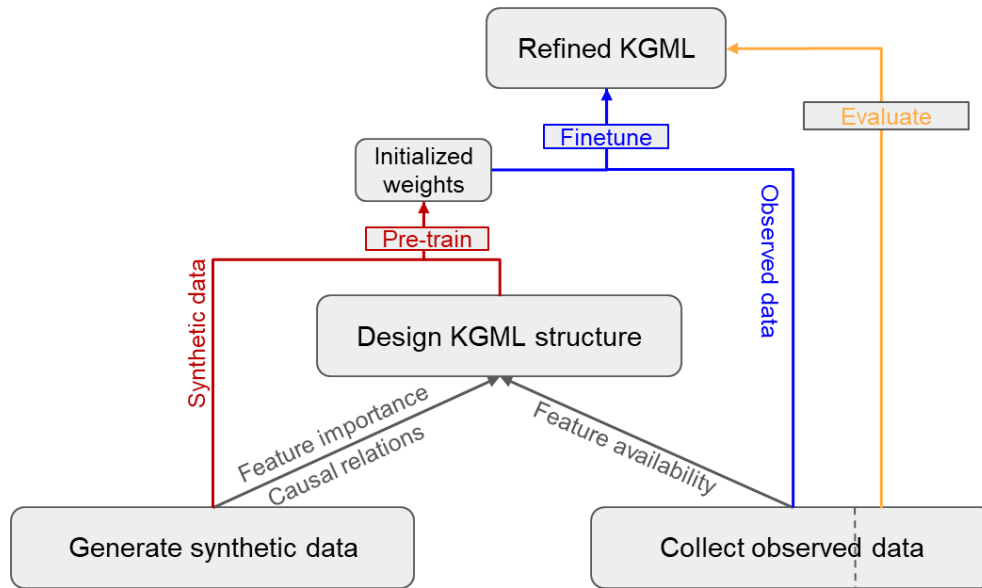 Refined KGML
Evaluate
Finetune
Initialized
weights
Pre-train
Synthetic data
Observed data
Design KGML structure
Feature importance
Causal relations
Feature availability
Generate synthetic data
Collect observed data